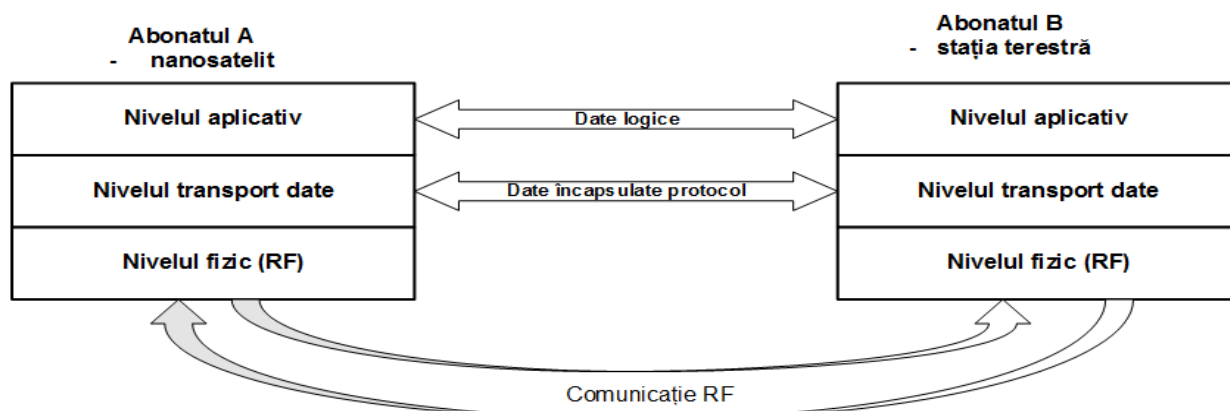 Abonatul A
- nanosatelit
Abonatul B
- stația terestră
Nivelul aplicativ
Date logice
Nivelul aplicativ
Nivelul transport date
Date încapsulate protocol
Nivelul transport date
Nivelul fizic (RF)
Nivelul fizic (RF)
Comunicație RF